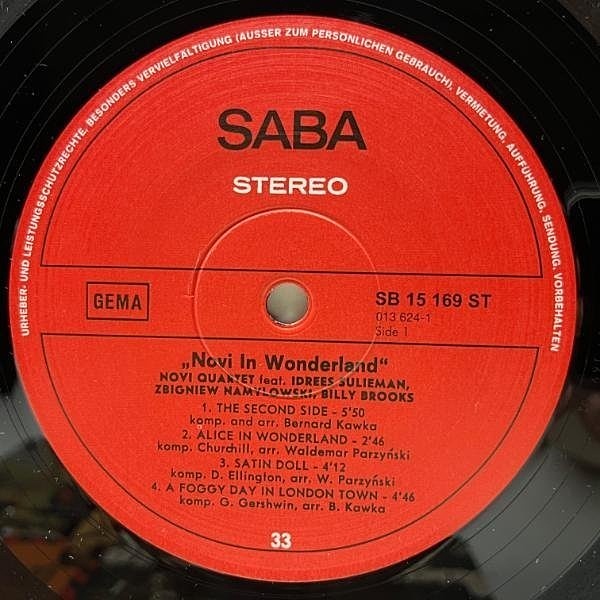 URHEBER- UND LEISTUNGSSCHUTZRECHTE, BESONDERS VERVIELFÄLTIGUNG (AUSSER ZUM PERSÖNLICHEN GEBRAUCH), VERMIETUNG, AUFFÜHRUNG, SENDUNG, VORBEHALTEN
SABA
STEREO
GEMA
SB 15 169 ST
013 624-1
Side 1
„Novi In Wonderland“
NOVI QUARTET feat. IDREES SULIEMAN,
ZBIGNIEW NAMYLOWSKI, BILLY BROOKS
1. THE SECOND SIDE - 5'50
komp. and arr. Bernard Kawka
2. ALICE IN WONDERLAND - 2'46
komp. Churchill, arr. Waldemar Parzyński
3. SATIN DOLL - 4'12
komp. D. Ellington, arr. W. Parzyński
4. A FOGGY DAY IN LONDON TOWN - 4'46
komp. G. Gershwin, arr. B. Kawka
33